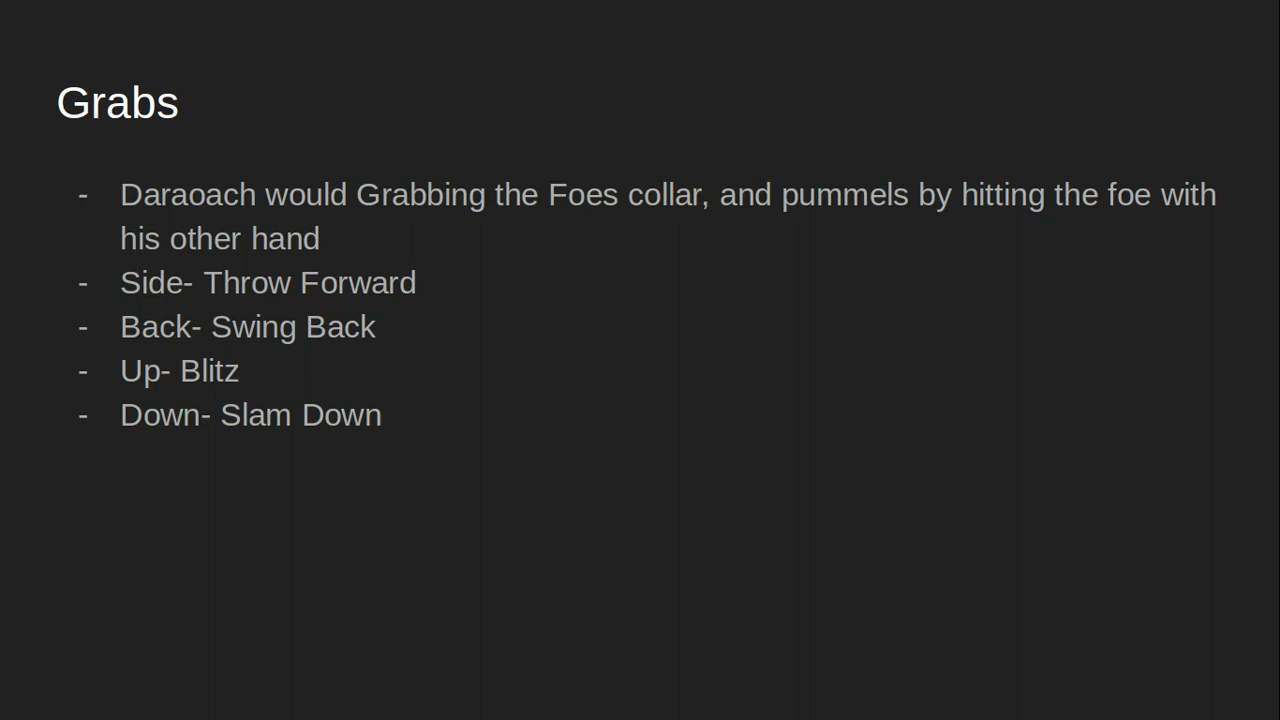 Grabs
- Daraoach would Grabbing the Foes collar, and pummels by hitting the foe with
his other hand
- Side- Throw Forward
- Back- Swing Back
- Up- Blitz
- Down- Slam Down